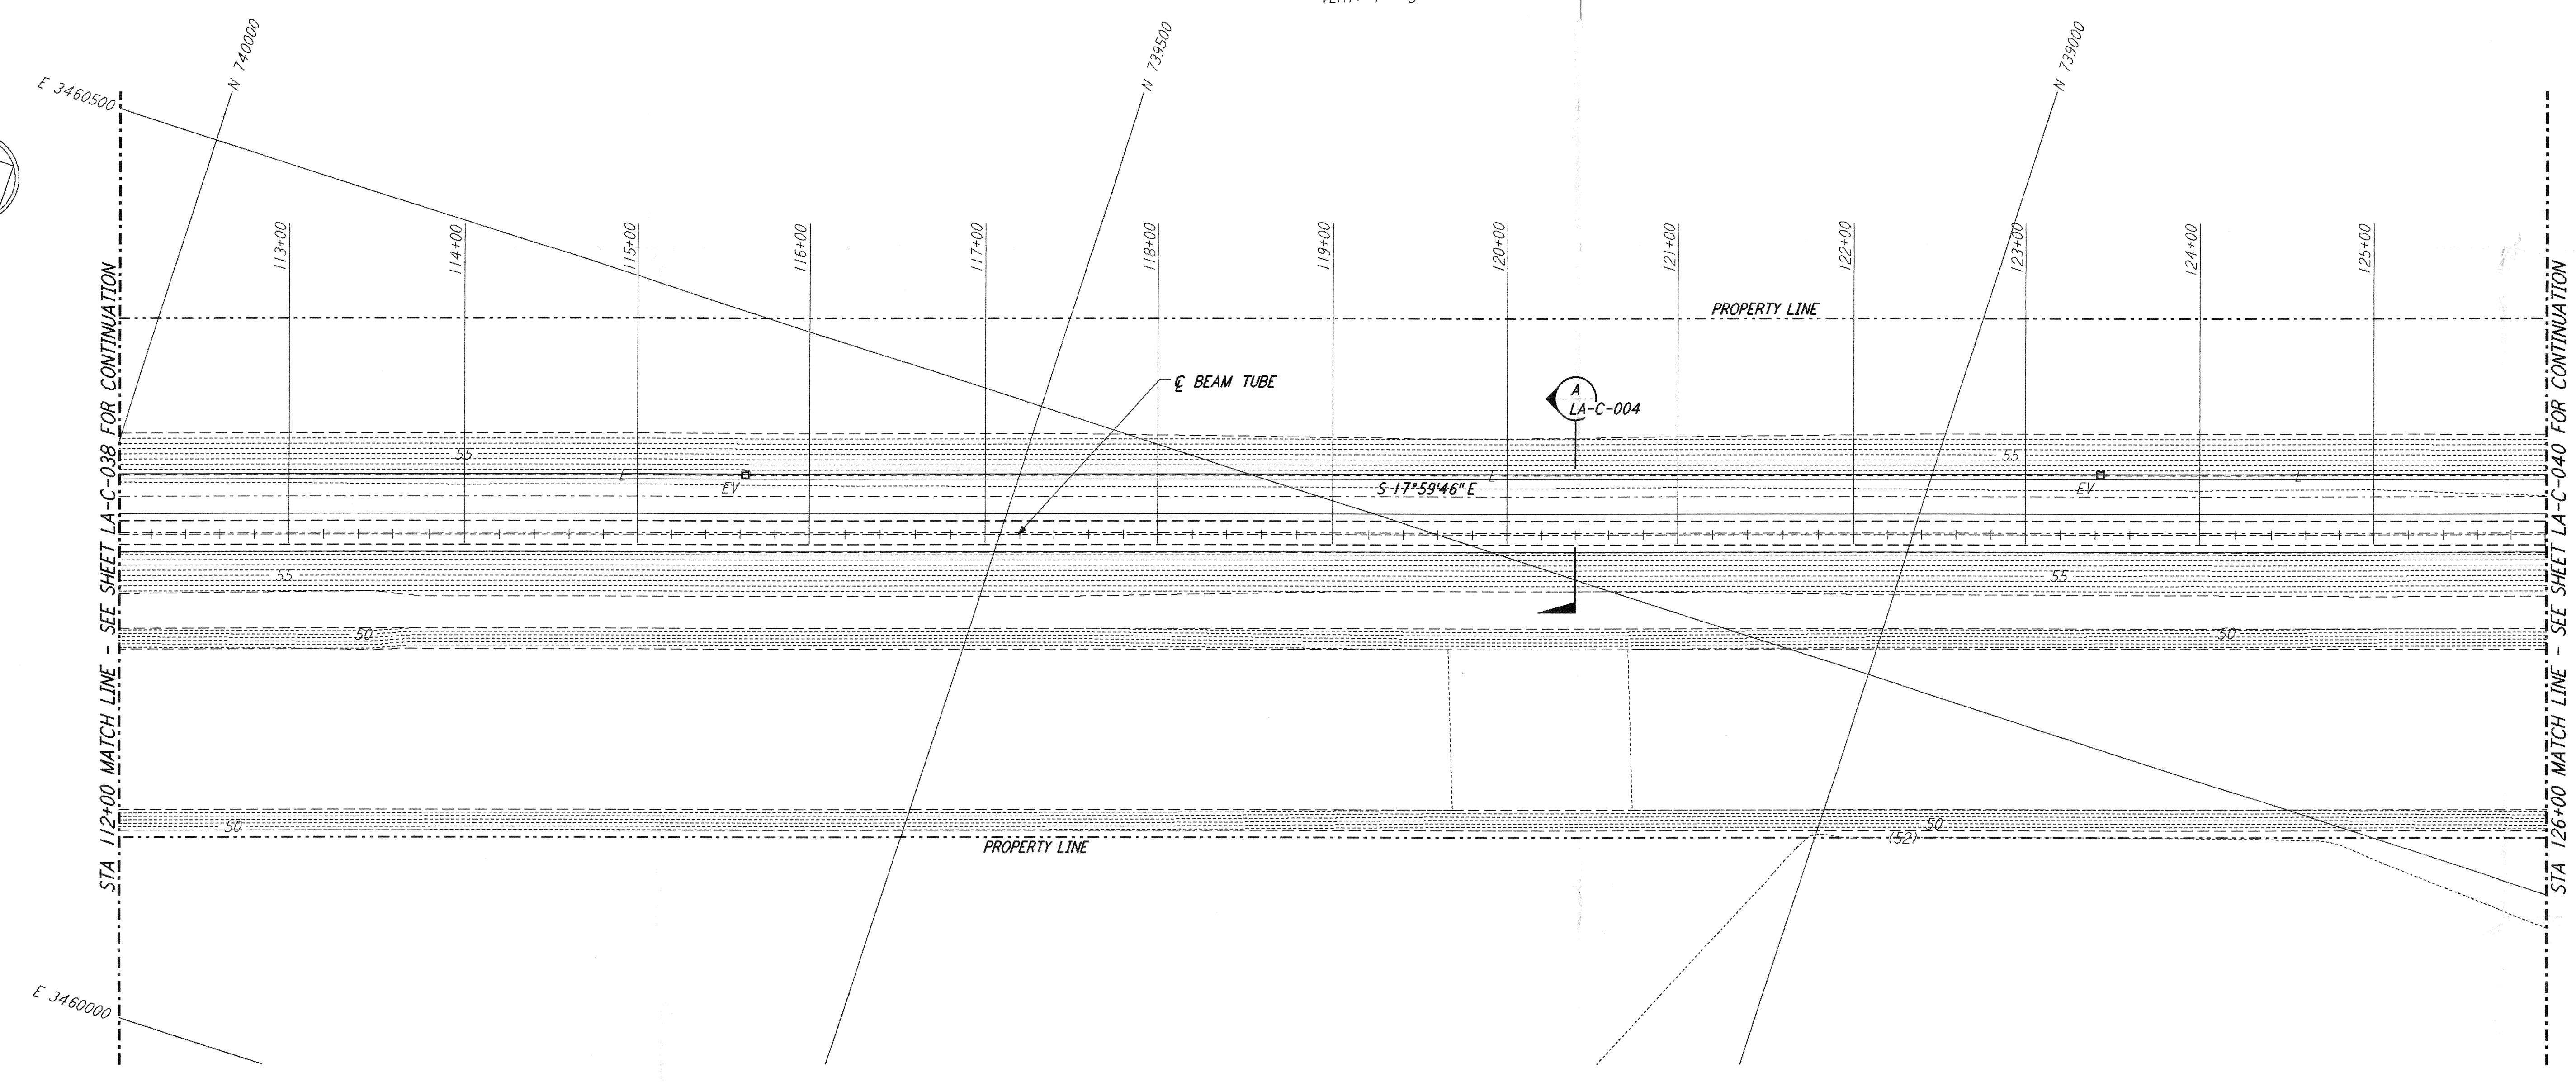 N 740000
N 739500
N 739000
E 3460500
113+00
114+00
115+00
116+00
117+00
118+00
119+00
120+00
121+00
122+00
123+00
124+00
125+00
PROPERTY LINE
℄ BEAM TUBE
A
LA-C-004
STA 112+00 MATCH LINE - SEE SHEET LA-C-038 FOR CONTINUATION
STA 126+00 MATCH LINE - SEE SHEET LA-C-040 FOR CONTINUATION
55
55
E
E
E
EV
EV
S 17°59'46" E
55
55
50
50
50
50
(52)
PROPERTY LINE
E 3460000